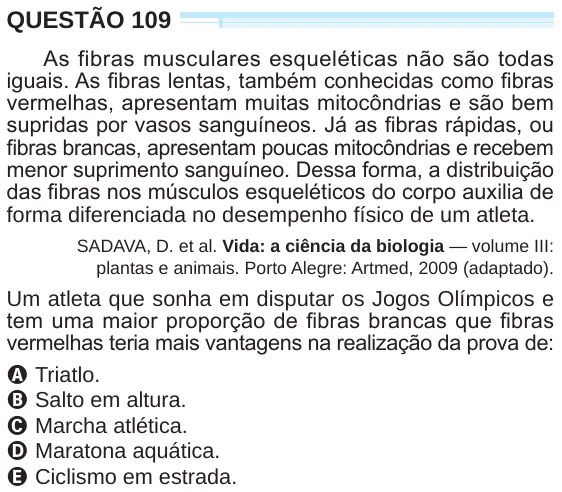 QUESTÃO 109
As fibras musculares esqueléticas não são todas
iguais. As fibras lentas, também conhecidas como fibras
vermelhas, apresentam muitas mitocôndrias e são bem
supridas por vasos sanguíneos. Já as fibras rápidas, ou
fibras brancas, apresentam poucas mitocôndrias e recebem
menor suprimento sanguíneo. Dessa forma, a distribuição
das fibras nos músculos esqueléticos do corpo auxilia de
forma diferenciada no desempenho físico de um atleta.
SADAVA, D. et al. Vida: a ciência da biologia — volume III:
plantas e animais. Porto Alegre: Artmed, 2009 (adaptado).
Um atleta que sonha em disputar os Jogos Olímpicos e
tem uma maior proporção de fibras brancas que fibras
vermelhas teria mais vantagens na realização da prova de:
A Triatlo.
B Salto em altura.
C Marcha atlética.
D Maratona aquática.
E Ciclismo em estrada.